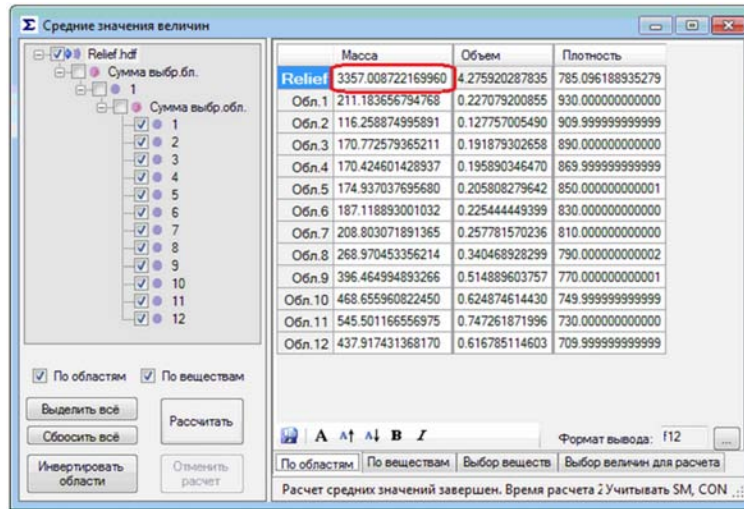 Σ Средние значения величин
Relief.hdf
Сумма выбр.бл.
1
Сумма выбр.обл.
1
2
3
4
5
6
7
8
9
10
11
12
По областям По веществам
Выделить всё
Сбросить всё
Рассчитать
Инвертировать области
Отменить расчет
Масса Объем Плотность
Relief 3357.008722169960 4.275920287835 785.096188935279
Обл.1 211.183656794768 0.227079200855 930.000000000000
Обл.2 116.258874995891 0.127757005490 909.999999999999
Обл.3 170.772579365211 0.191879302658 890.000000000000
Обл.4 170.424601428937 0.195890346470 869.999999999999
Обл.5 174.937037695680 0.205808279642 850.000000000001
Обл.6 187.118893001032 0.225444449399 830.000000000000
Обл.7 208.803071891365 0.257781570236 810.000000000000
Обл.8 268.970453356214 0.340468928299 790.000000000002
Обл.9 396.464994893266 0.514889603757 770.000000000001
Обл.10 468.655960822450 0.624874614430 749.999999999999
Обл.11 545.501166556975 0.747261871996 730.000000000000
Обл.12 437.917431368170 0.616785114603 709.999999999999
A A↑ A↓ B I Формат вывода: f12 ...
По областям По веществам Выбор веществ Выбор величин для расчета
Расчет средних значений завершен. Время расчета 2 Учитывать SM, CON